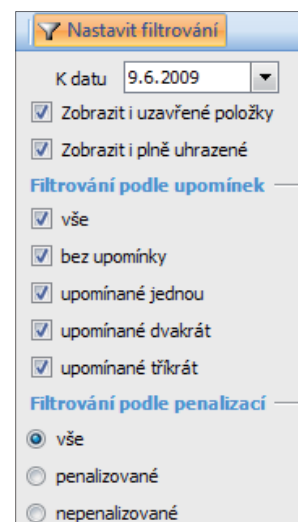 Nastavit filtrování
K datu 9.6.2009
Zobrazit i uzavřené položky
Zobrazit i plně uhrazené
Filtrování podle upomínek
vše
bez upomínky
upomínané jednou
upomínané dvakrát
upomínané tříkrát
Filtrování podle penalizací
vše
penalizované
nepenalizované